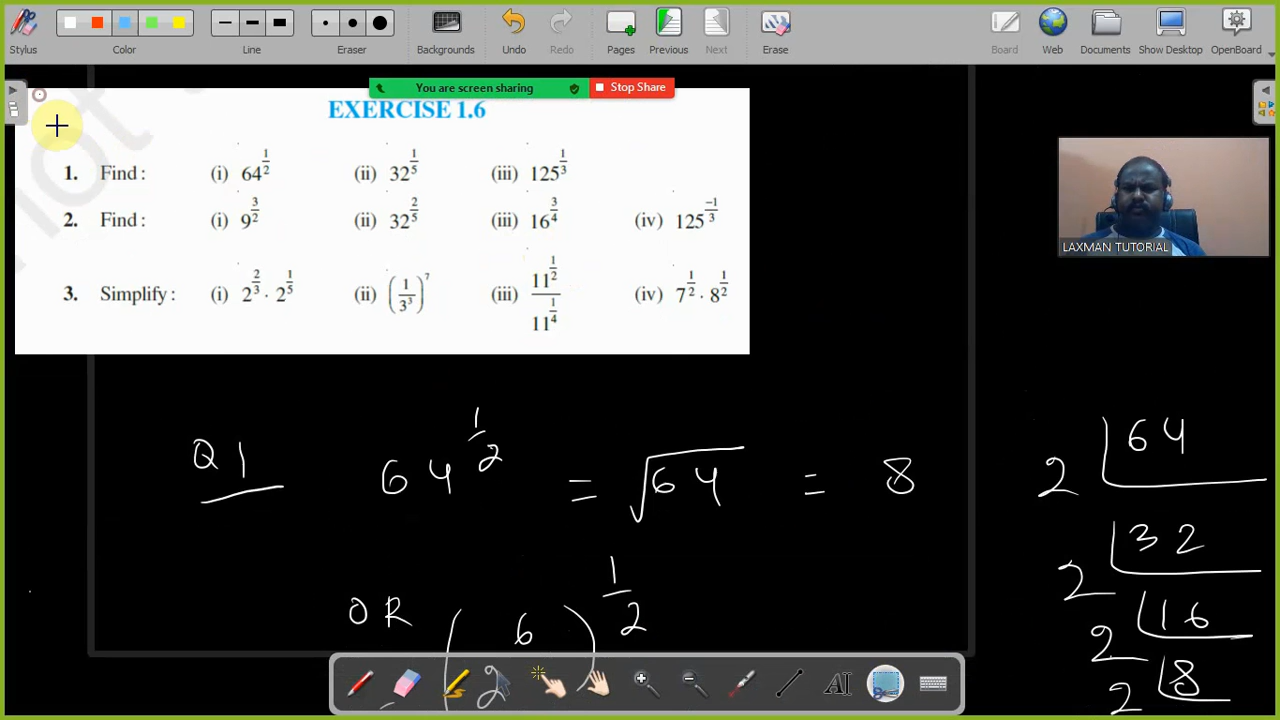 Stylus Color Line Eraser Backgrounds Undo Redo Pages Previous Next Erase Board Web Documents Show Desktop OpenBoard
You are screen sharing Stop Share
EXERCISE 1.6
1. Find : (i) 64^{1/2} (ii) 32^{1/5} (iii) 125^{1/3}
2. Find : (i) 9^{3/2} (ii) 32^{2/5} (iii) 16^{3/4} (iv) 125^{-1/3}
3. Simplify : (i) 2^{2/3} · 2^{1/5} (ii) (1/3^3)^7 (iii) 11^{1/2}/11^{1/4} (iv) 7^{1/2} · 8^{1/2}
LAXMAN TUTORIAL
Q1 64^{1/2} = √64 = 8
OR (2^6)^{1/2}
2 64
2 32
2 16
2 8
AI